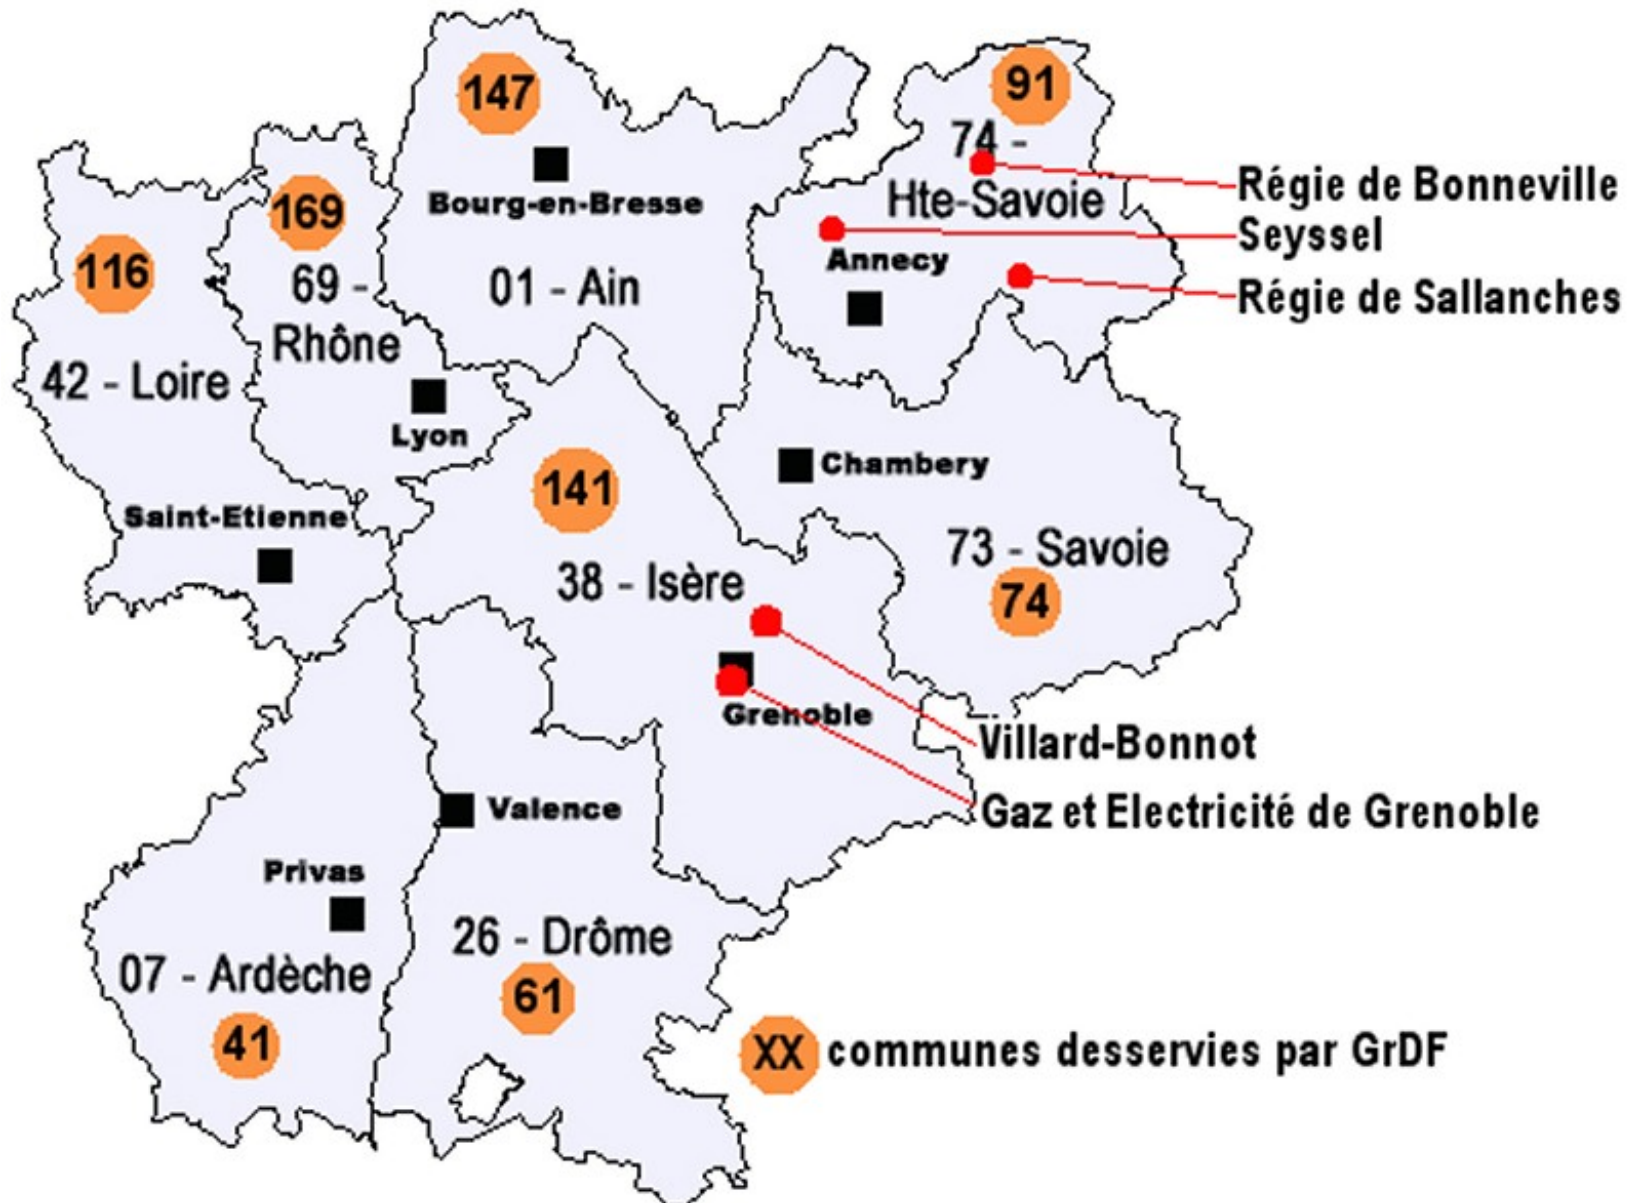 147
91
74 -
Hte-Savoie
Régie de Bonneville
Seyssel
Régie de Sallanches
Bourg-en-Bresse
169
116
69 -
Rhône
01 - Ain
Annecy
42 - Loire
Lyon
Chambery
141
Saint-Etienne
73 - Savoie
74
38 - Isère
Grenoble
Villard-Bonnot
Gaz et Electricité de Grenoble
Valence
Privas
26 - Drôme
07 - Ardèche
61
41
XX communes desservies par GrDF